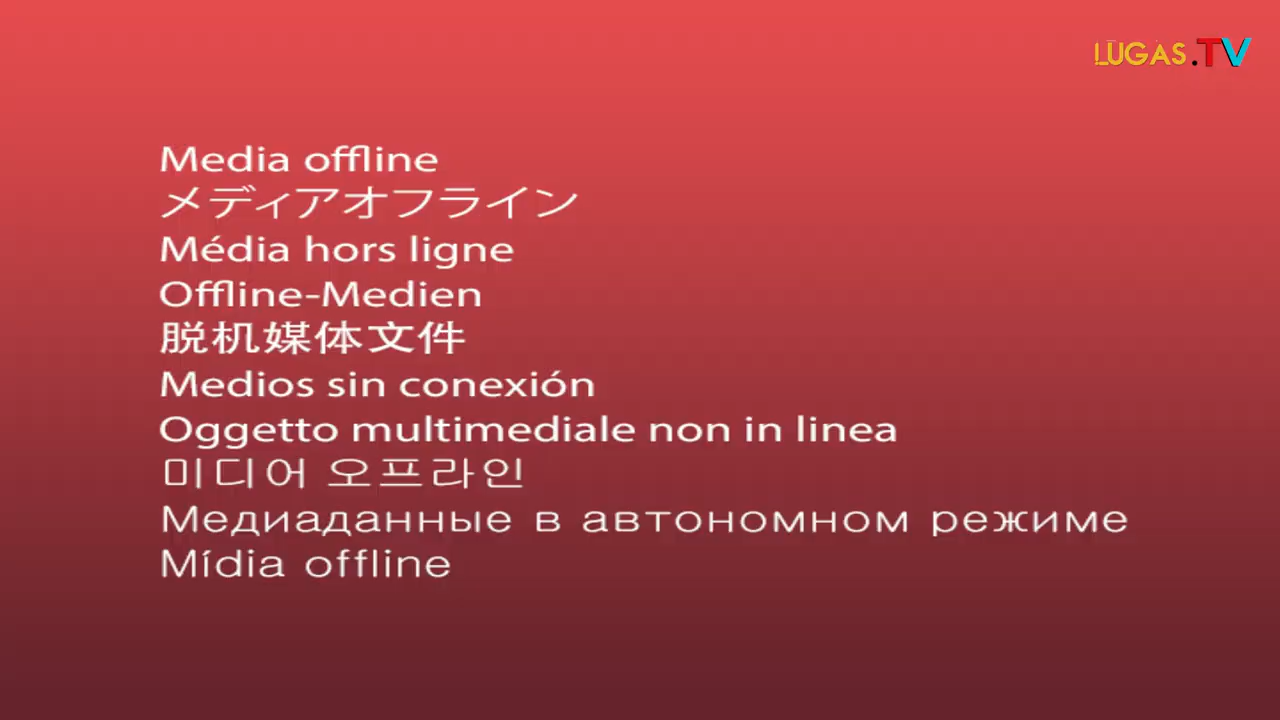 LUGAS.TV
Media offline
メディアオフライン
Média hors ligne
Offline-Medien
脱机媒体文件
Medios sin conexión
Oggetto multimediale non in linea
미디어 오프라인
Медиаданные в автономном режиме
Mídia offline